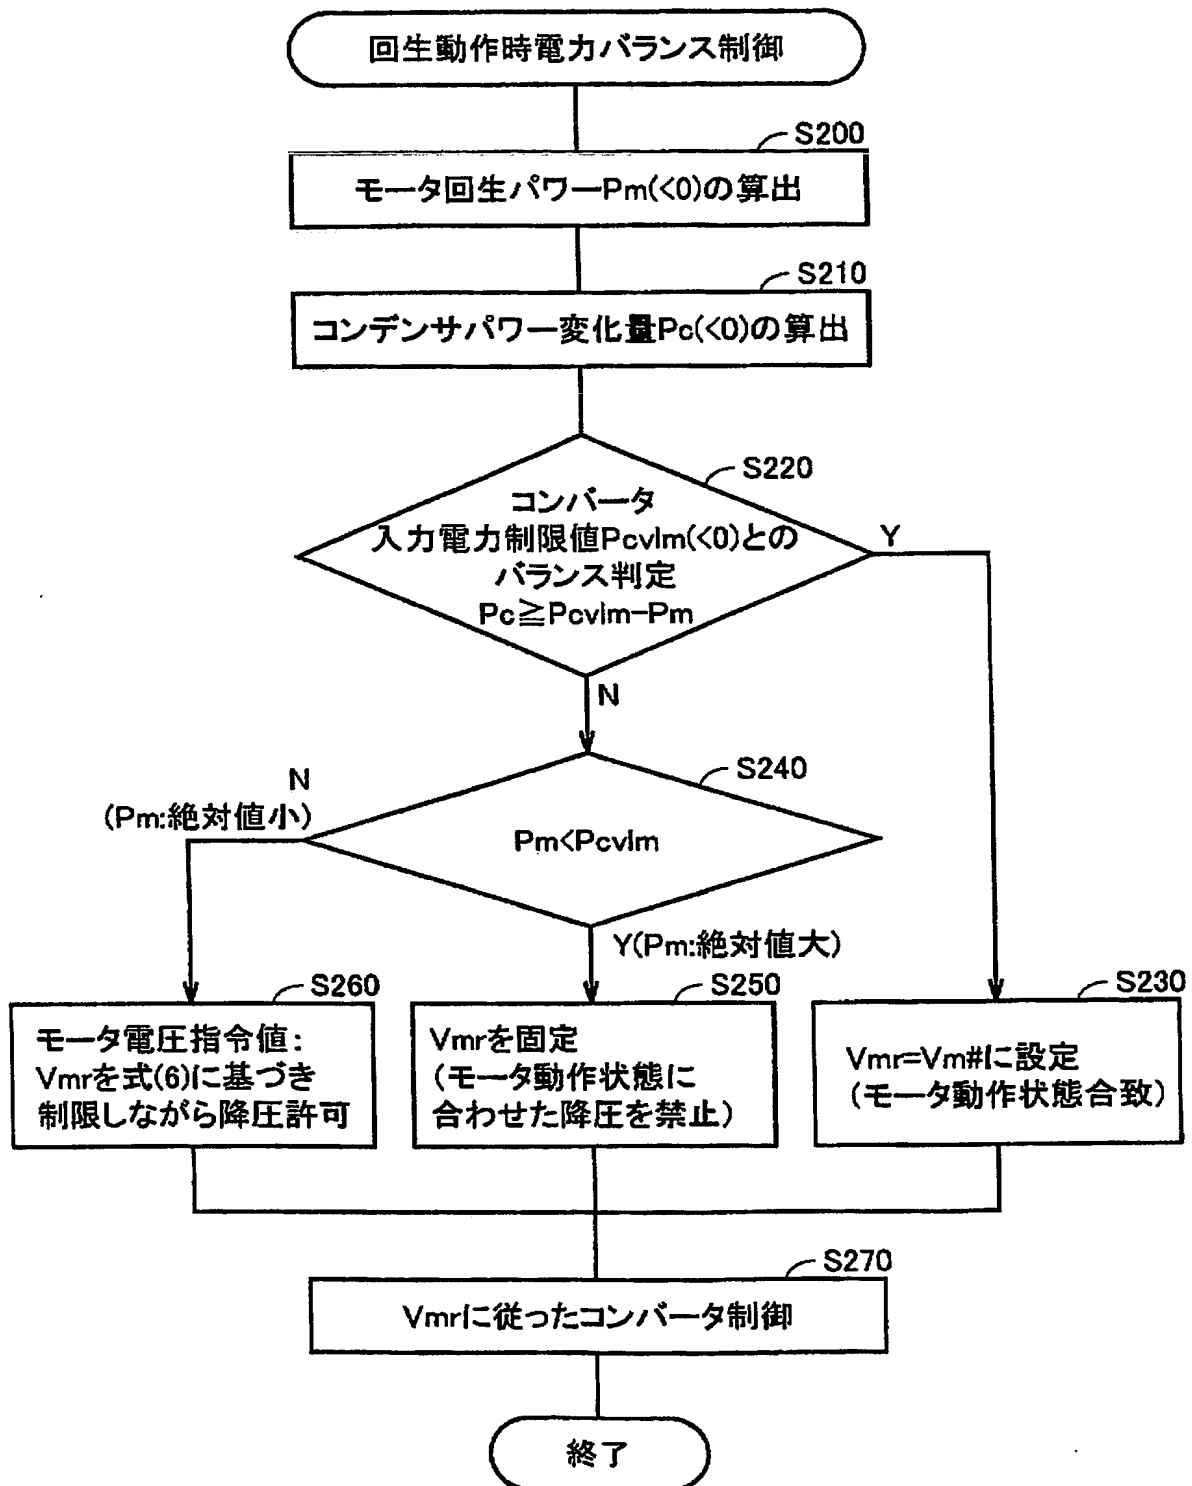 回生動作時電力バランス制御
S200
モータ回生パワーPm(<0)の算出
S210
コンデンサパワー変化量Pc(<0)の算出
S220
コンバータ
入力電力制限値Pcvlm(<0)との
バランス判定
Pc≧Pcvlm-Pm
Y
N
S240
N
(Pm:絶対値小)
Pm<Pcvlm
Y(Pm:絶対値大)
S260
モータ電圧指令値:
Vmrを式(6)に基づき
制限しながら降圧許可
S250
Vmrを固定
(モータ動作状態に
合わせた降圧を禁止)
S230
Vmr=Vm#に設定
(モータ動作状態合致)
S270
Vmrに従ったコンバータ制御
終了